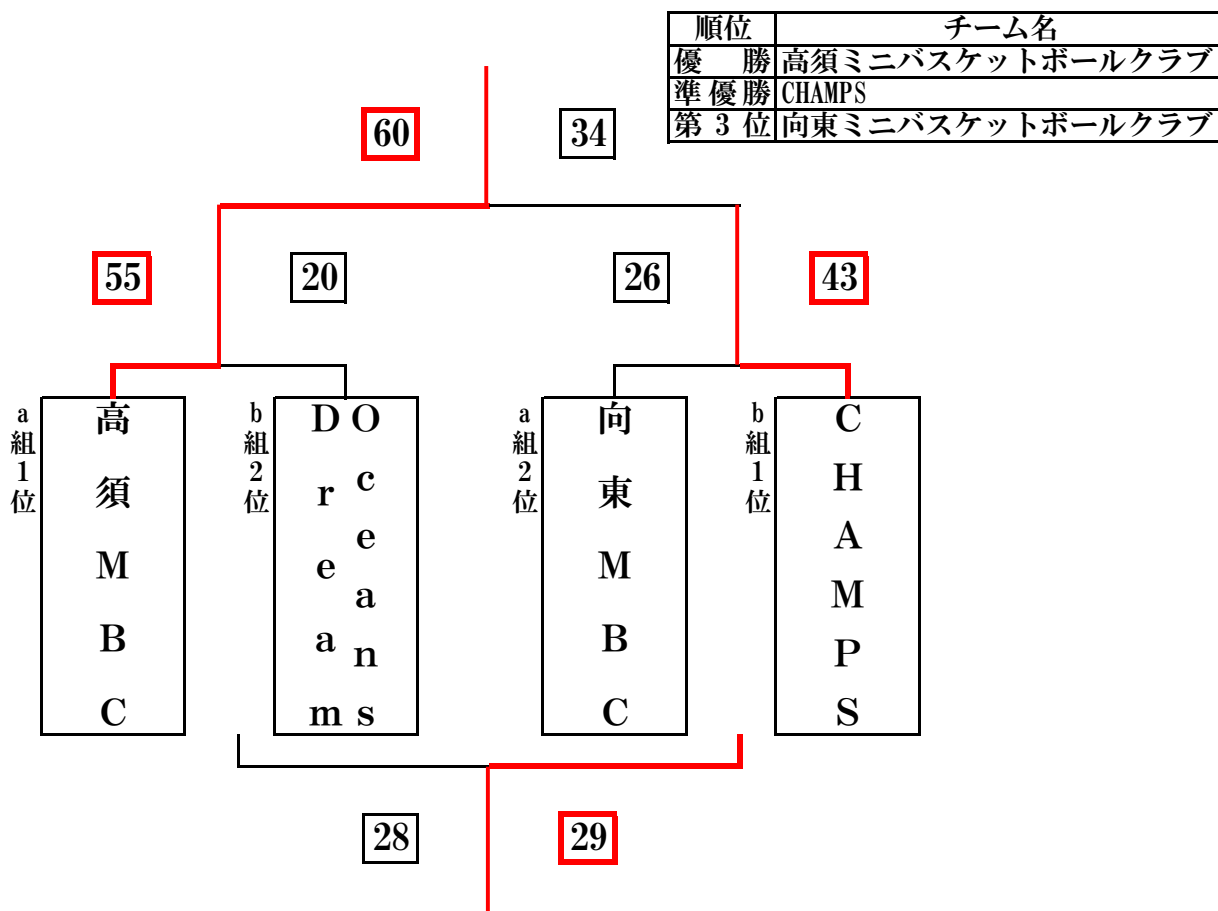 順位 チーム名
優勝 高須ミニバスケットボールクラブ
準優勝 CHAMPS
第3位 向東ミニバスケットボールクラブ
60 34
55 20 26 43
a組1位
高須MBC
b組2位
Oceans
Dream
a組2位
向東MBC
b組1位
CHAMPS
28 29